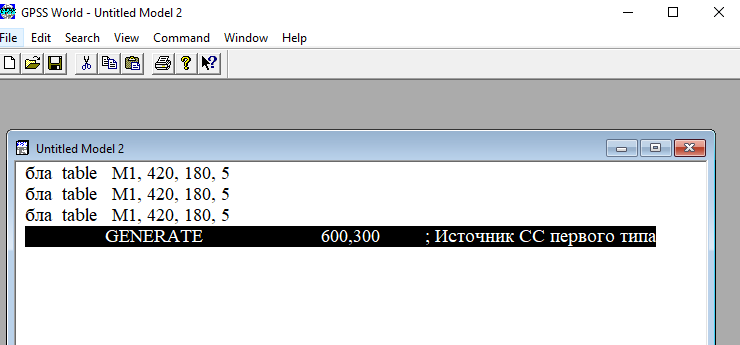 GPSS World - Untitled Model 2
File Edit Search View Command Window Help
Untitled Model 2
бла table M1, 420, 180, 5
бла table M1, 420, 180, 5
бла table M1, 420, 180, 5
GENERATE 600,300 ; Источник СС первого типа